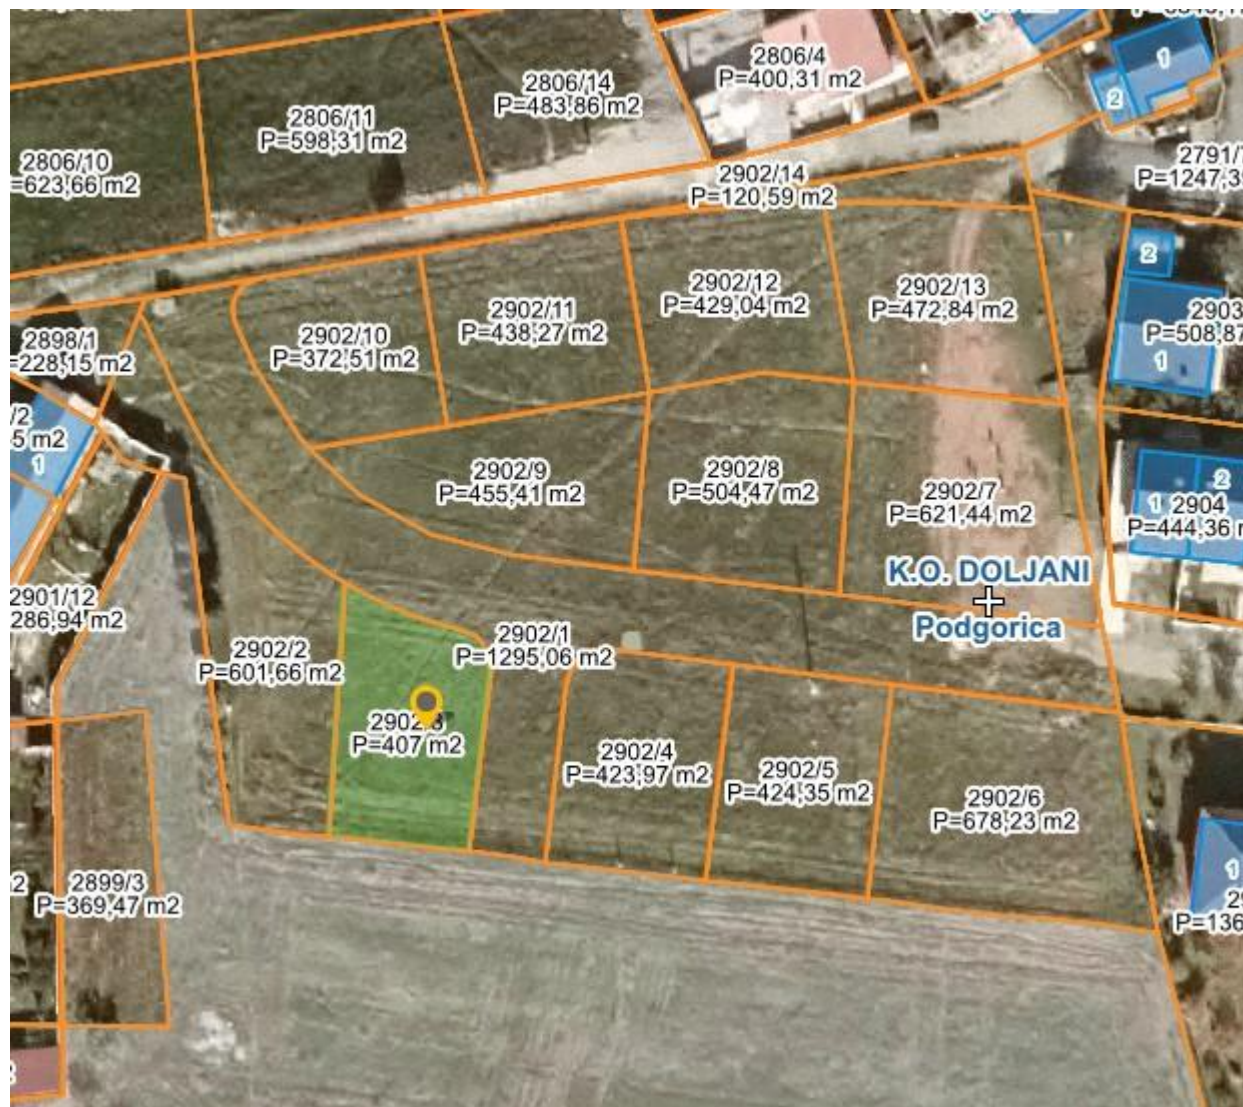 2806/4
P=400,31 m2
1
2
2806/14
P=483,86 m2
2806/11
P=598,31 m2
2806/10
=623,66 m2
2791/
P=1247,3
2902/14
P=120,59 m2
2
2902/12
P=429,04 m2
2902/13
P=472,84 m2
2902/11
P=438,27 m2
2902/10
P=372,51 m2
2898/1
=228,15 m2
2903
P=508,87
1
/2
5 m2
1
2902/9
P=455,41 m2
2902/8
P=504,47 m2
2902/7
P=621,44 m2
2
1
2904
P=444,36
K.O. DOLJANI
Podgorica
2901/12
286,94 m2
2902/2
P=601,66 m2
2902/1
P=1295,06 m2
2902/3
P=407 m2
2902/4
P=423,97 m2
2902/5
P=424,35 m2
2902/6
P=678,23 m2
2899/3
P=369,47 m2
2
1
29
P=136